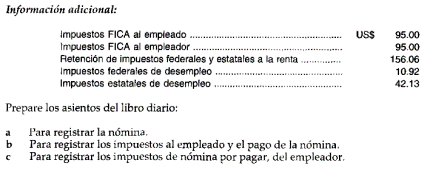 Información adicional:
Impuestos FICA al empleado ........................................ US$ 95.00
Impuestos FICA al empleador ........................................ 95.00
Retención de impuestos federales y estatales a la renta ............. 156.06
Impuestos federales de desempleo ........................................ 10.92
Impuestos estatales de desempleo ........................................ 42.13
Prepare los asientos del libro diario:
a Para registrar la nómina.
b Para registrar los impuestos al empleado y el pago de la nómina.
c Para registrar los impuestos de nómina por pagar, del empleador.